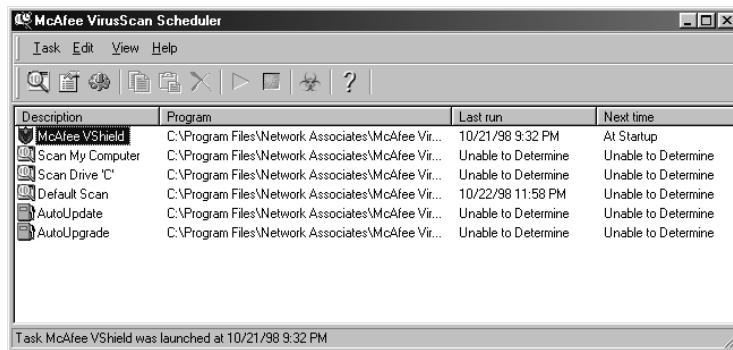 McAfee VirusScan Scheduler
Task Edit View Help
?
Description Program Last run Next time
McAfee VShield C:\Program Files\Network Associates\McAfee Vir... 10/21/98 9:32 PM At Startup
Scan My Computer C:\Program Files\Network Associates\McAfee Vir... Unable to Determine Unable to Determine
Scan Drive 'C' C:\Program Files\Network Associates\McAfee Vir... Unable to Determine Unable to Determine
Default Scan C:\Program Files\Network Associates\McAfee Vir... 10/22/98 11:58 PM Unable to Determine
AutoUpdate C:\Program Files\Network Associates\McAfee Vir... Unable to Determine Unable to Determine
AutoUpgrade C:\Program Files\Network Associates\McAfee Vir... Unable to Determine Unable to Determine
Task McAfee VShield was launched at 10/21/98 9:32 PM